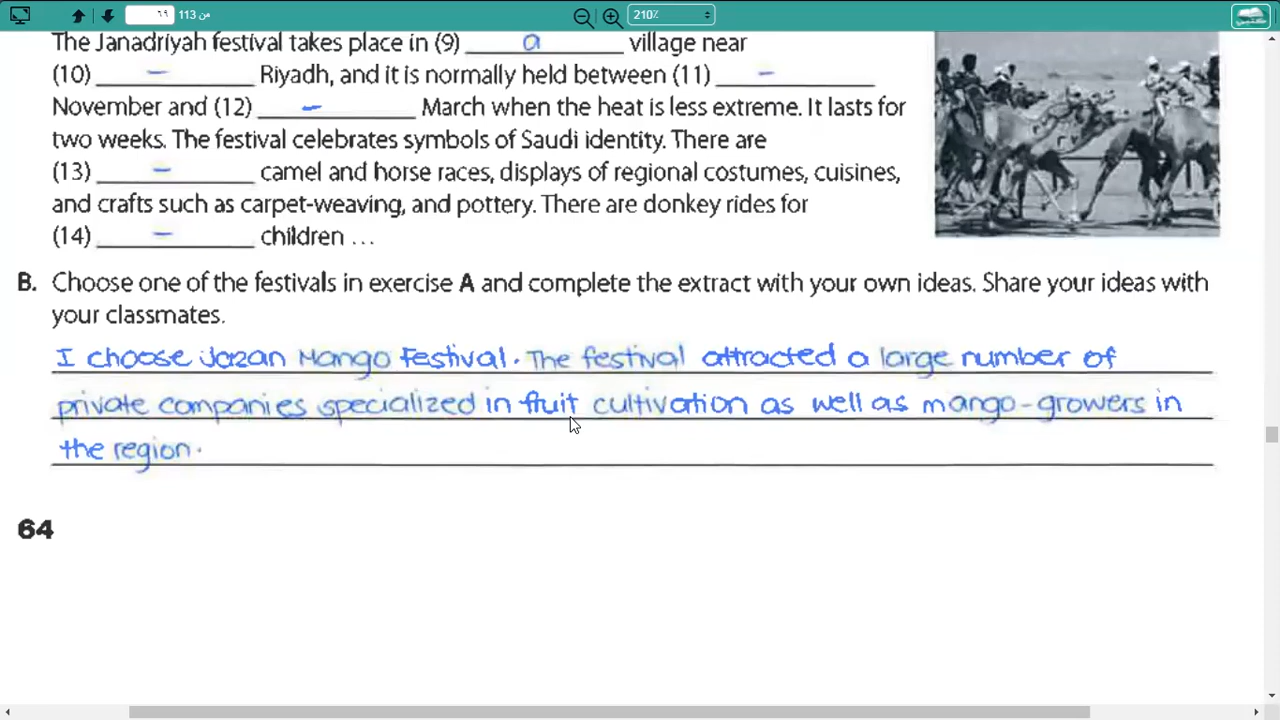 ٦٩ من 113 210٪
The Janadriyah festival takes place in (9) a village near
(10) - Riyadh, and it is normally held between (11) -
November and (12) - March when the heat is less extreme. It lasts for
two weeks. The festival celebrates symbols of Saudi identity. There are
(13) - camel and horse races, displays of regional costumes, cuisines,
and crafts such as carpet-weaving, and pottery. There are donkey rides for
(14) - children ...
B. Choose one of the festivals in exercise A and complete the extract with your own ideas. Share your ideas with
your classmates.
I choose Jazan Mango Festival. The festival attracted a large number of
private companies specialized in fruit cultivation as well as mango-growers in
the region.
64